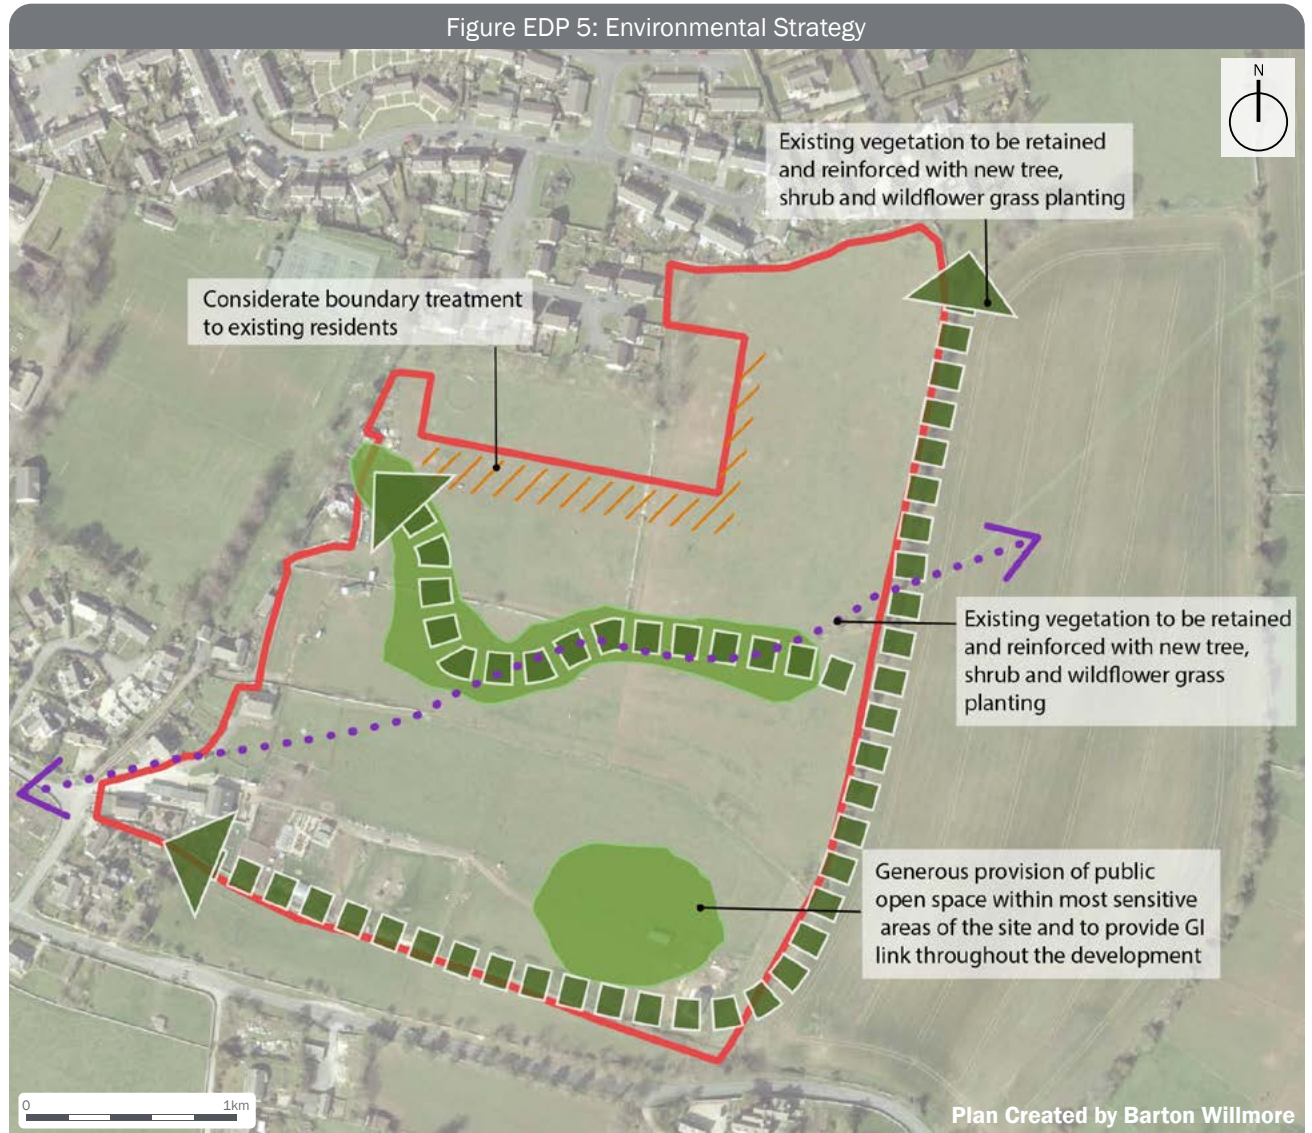 Figure EDP 5: Environmental Strategy
N
Existing vegetation to be retained
and reinforced with new tree,
shrub and wildflower grass planting
Considerate boundary treatment
to existing residents
Existing vegetation to be retained
and reinforced with new tree,
shrub and wildflower grass
planting
Generous provision of public
open space within most sensitive
areas of the site and to provide GI
link throughout the development
0 1km
Plan Created by Barton Willmore